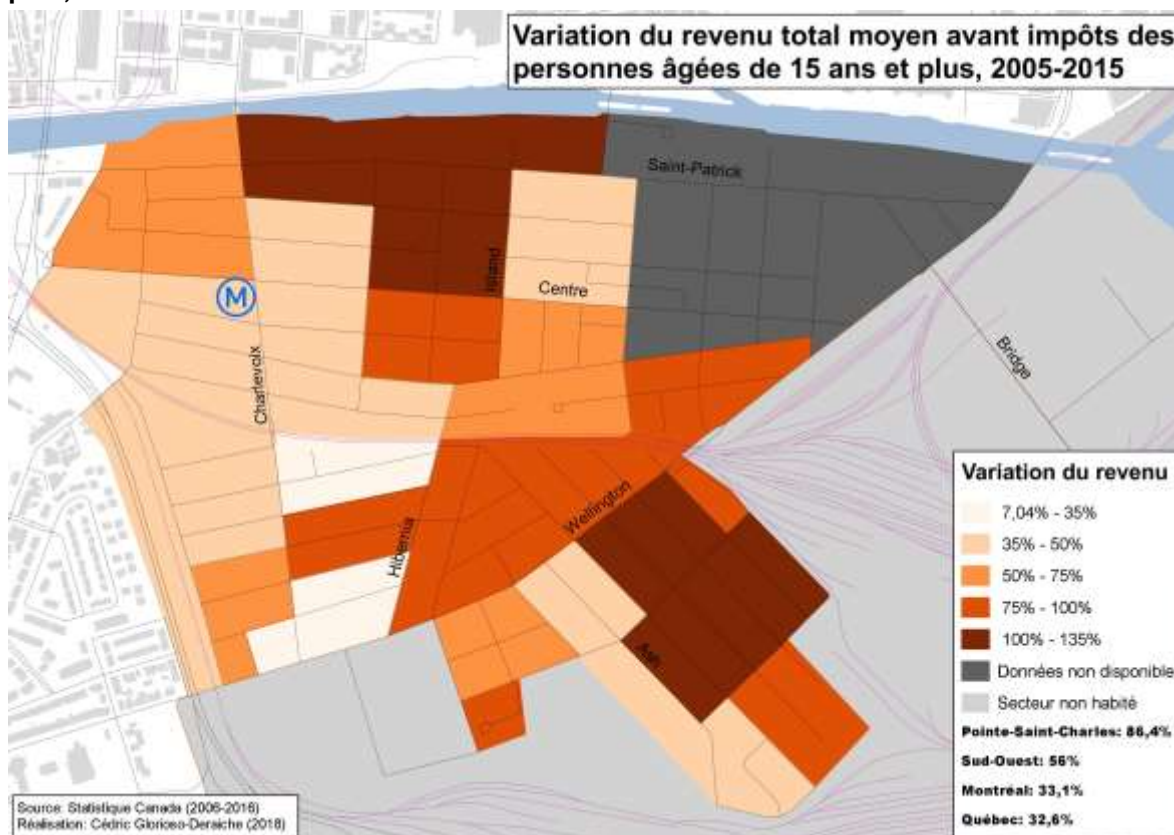 Variation du revenu total moyen avant impôts des
personnes âgées de 15 ans et plus, 2005-2015
Saint-Patrick
Island
Centre
M
Charlevoix
Bridge
Wellington
Hibernia
Ash
Variation du revenu
7,04% - 35%
35% - 50%
50% - 75%
75% - 100%
100% - 135%
Données non disponible
Secteur non habité
Pointe-Saint-Charles: 86,4%
Sud-Ouest: 56%
Montréal: 33,1%
Québec: 32,6%
Source: Statistique Canada (2006-2016)
Réalisation: Cédric Glorioso-Deraiche (2018)